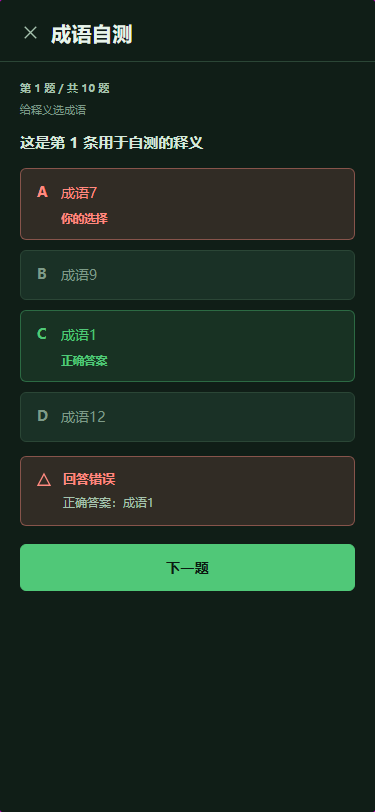 成语自测
第 1 题 / 共 10 题
给释义选成语
这是第 1 条用于自测的释义
A 成语7
你的选择
B 成语9
C 成语1
正确答案
D 成语12
回答错误
正确答案：成语1
下一题